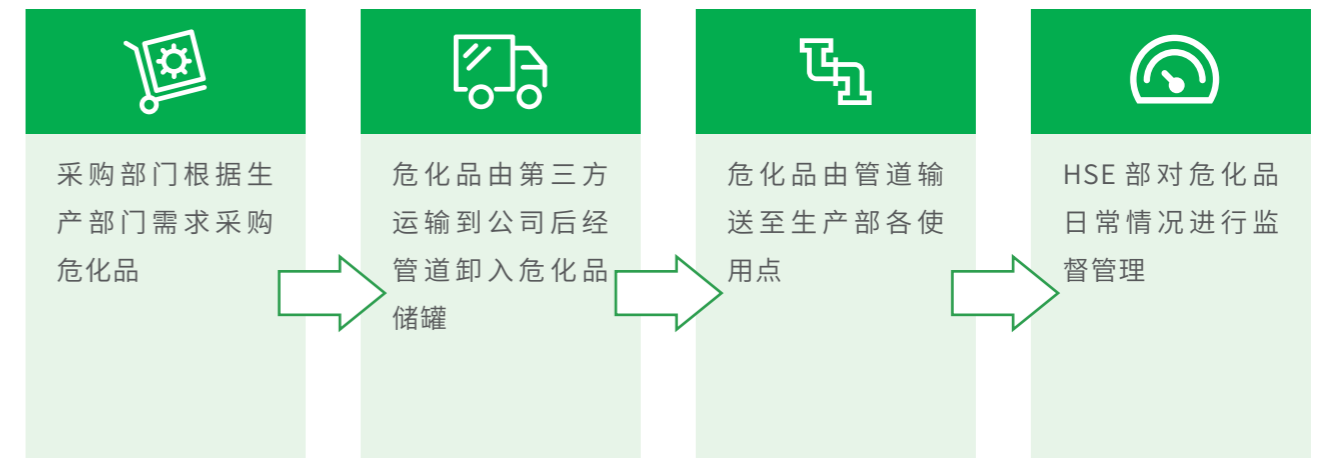 采购部门根据生
产部门需求采购
危化品
危化品由第三方
运输到公司后经
管道卸入危化品
储罐
危化品由管道输
送至生产部各使
用点
HSE 部对危化品
日常情况进行监
督管理